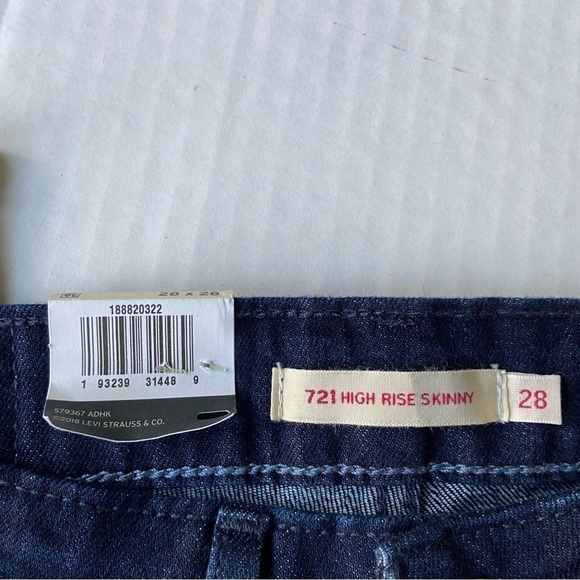 28 x 28
188820322
1 93239 31448 9
S79367 ADHK
©2018 LEVI STRAUSS & CO.
721 HIGH RISE SKINNY
28